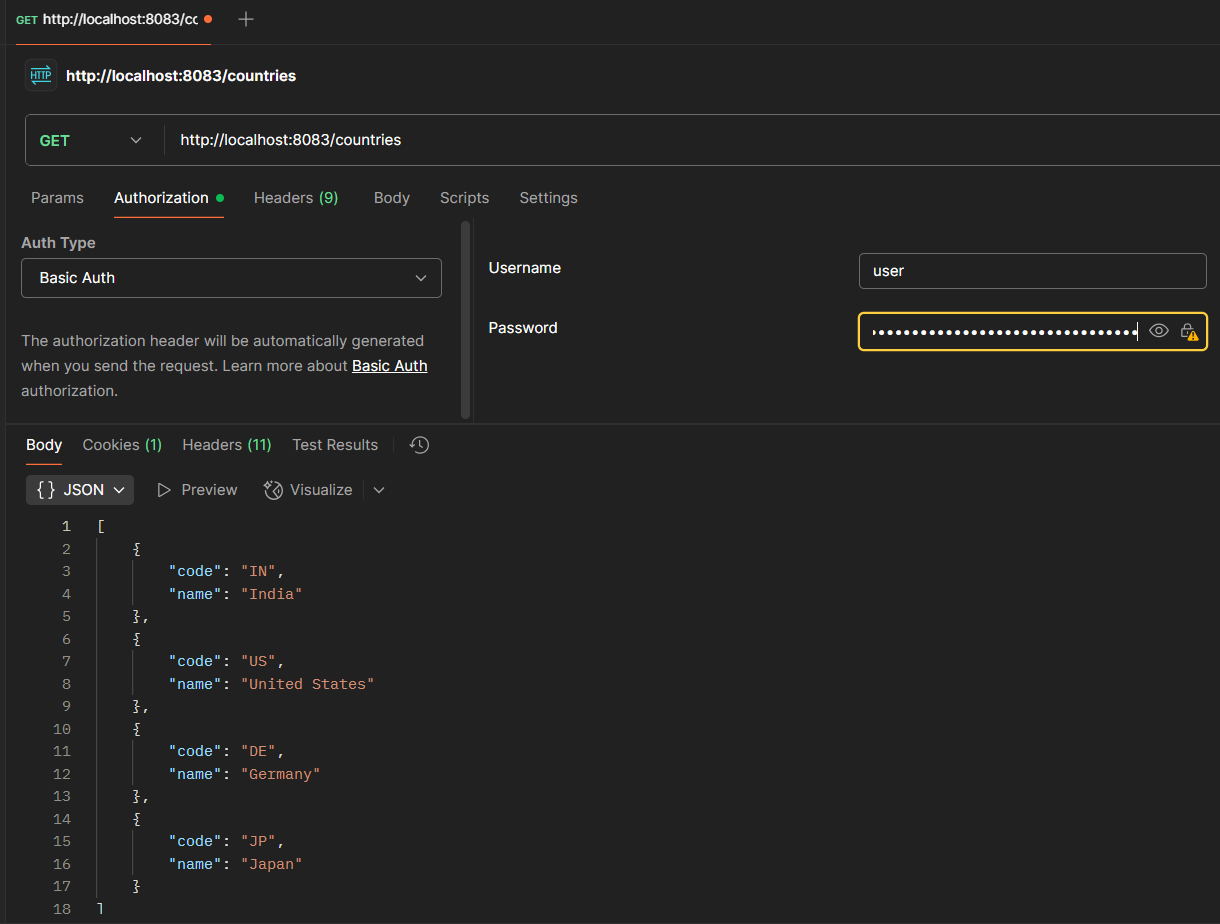 GET http://localhost:8083/cc
HTTP http://localhost:8083/countries
GET http://localhost:8083/countries
Params Authorization Headers (9) Body Scripts Settings
Auth Type
Basic Auth
The authorization header will be automatically generated
when you send the request. Learn more about Basic Auth
authorization.
Username user
Password
Body Cookies (1) Headers (11) Test Results
{} JSON Preview Visualize
1 [
2 {
3 "code": "IN",
4 "name": "India"
5 },
6 {
7 "code": "US",
8 "name": "United States"
9 },
10 {
11 "code": "DE",
12 "name": "Germany"
13 },
14 {
15 "code": "JP",
16 "name": "Japan"
17 }
18 ]